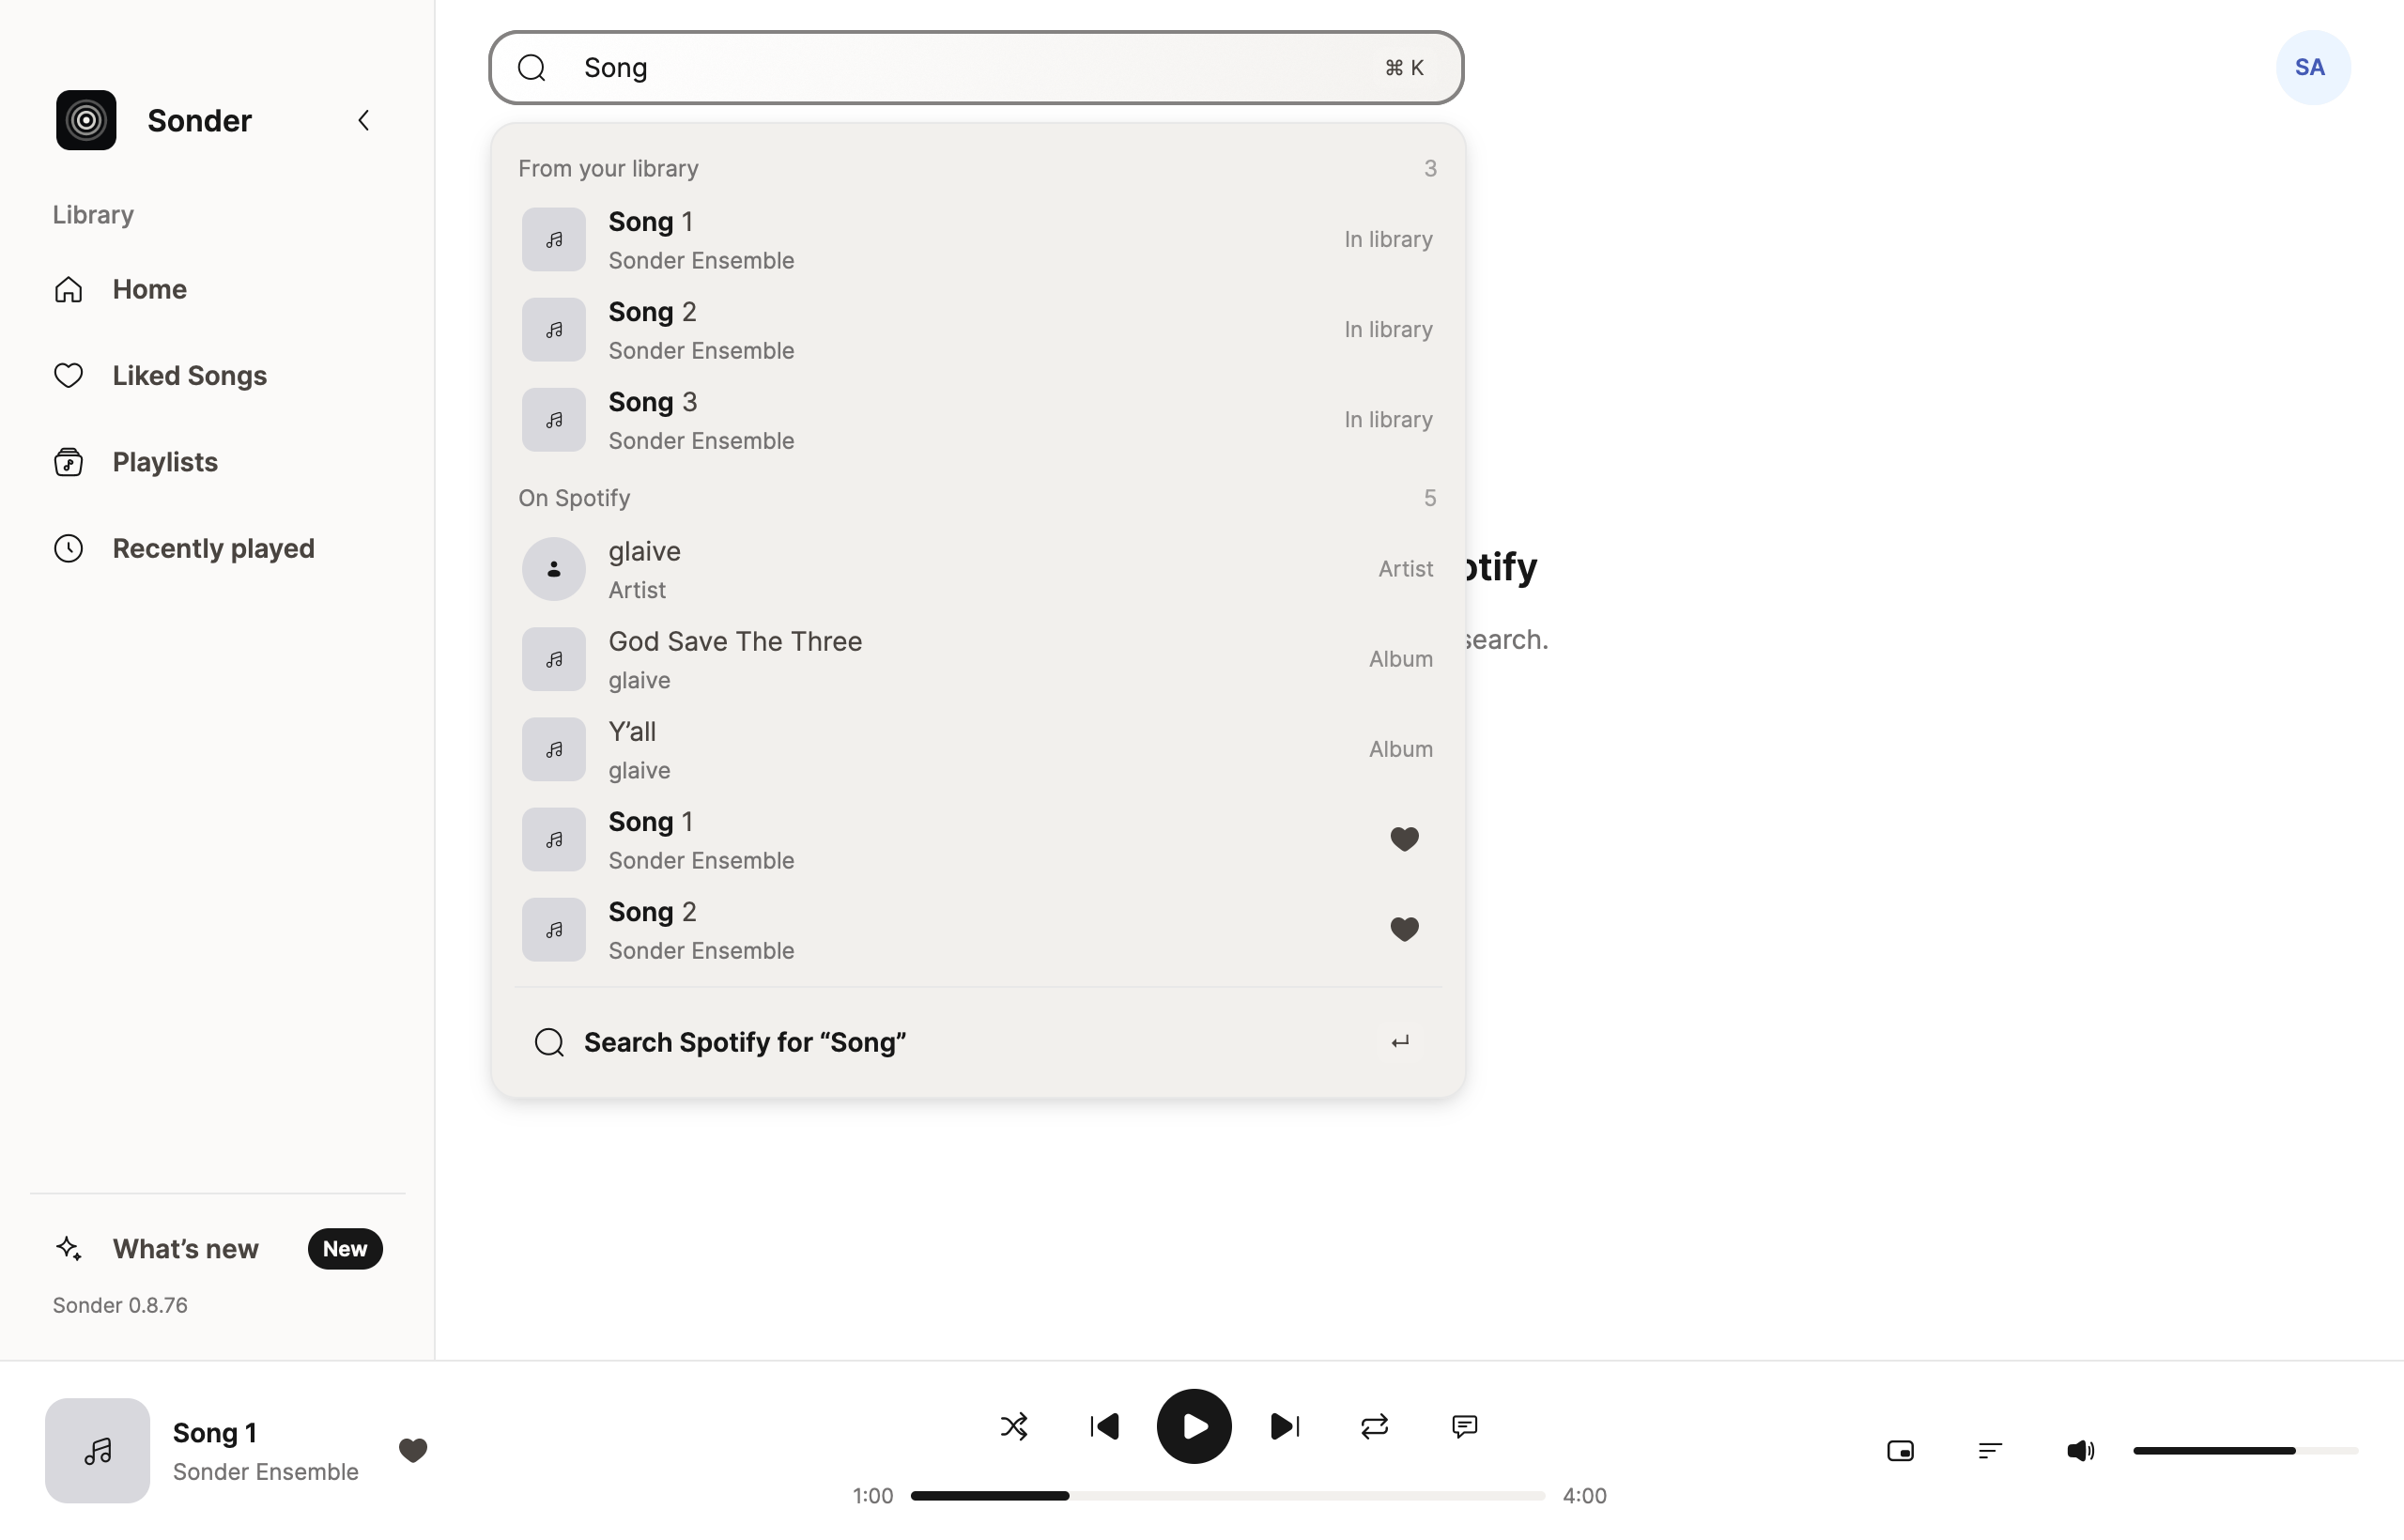 Song
⌘ K
SA
Sonder
Library
Home
Liked Songs
Playlists
Recently played
From your library 3
Song 1
Sonder Ensemble
In library
Song 2
Sonder Ensemble
In library
Song 3
Sonder Ensemble
In library
On Spotify 5
glaive
Artist
Artist
God Save The Three
glaive
Album
Y’all
glaive
Album
Song 1
Sonder Ensemble
Song 2
Sonder Ensemble
Search Spotify for “Song”
search.
What’s new New
Sonder 0.8.76
Song 1
Sonder Ensemble
1:00
4:00